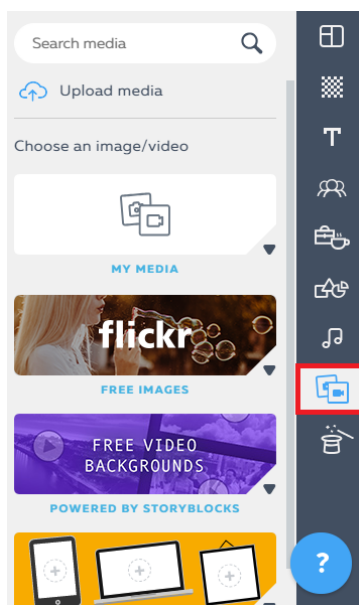 Search media
Upload media
Choose an image/video
MY MEDIA
flickr
FREE IMAGES
FREE VIDEO
BACKGROUNDS
POWERED BY STORYBLOCKS
T
?